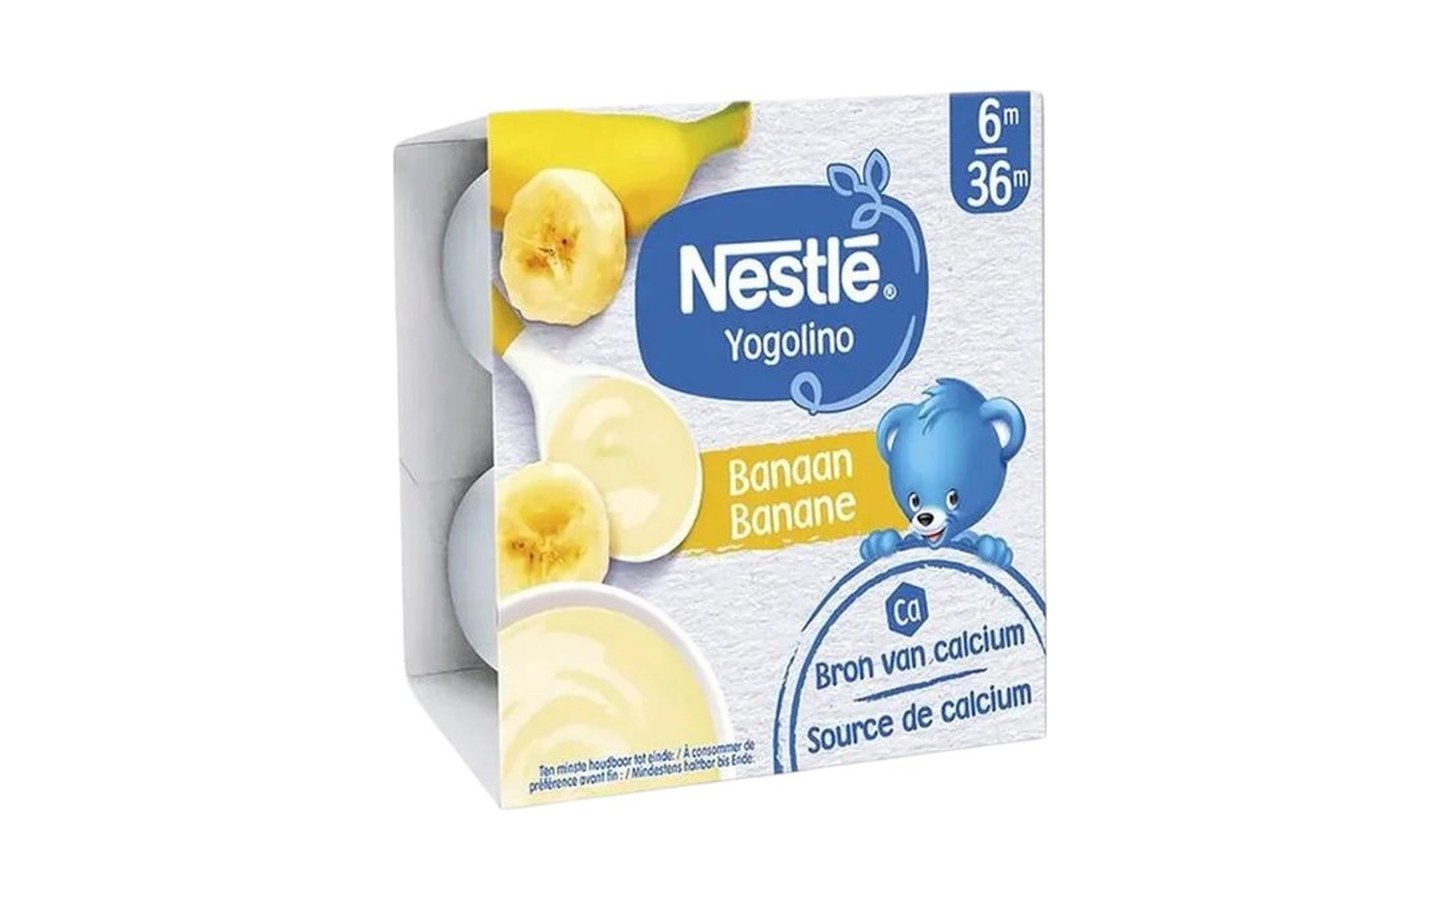 6m
36m
Nestlé®
Yogolino
Banaan
Banane
Ca
Bron van calcium
Source de calcium
Ten minste houdbaar tot einde: / À consommer de
préférence avant fin : / Mindestens haltbar bis Ende: